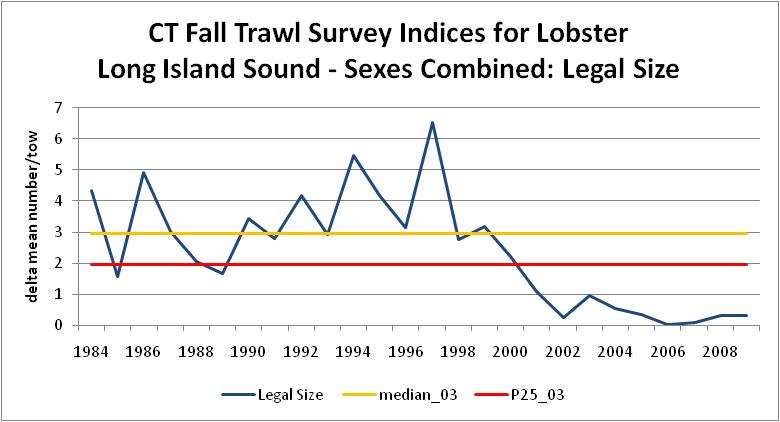 CT Fall Trawl Survey Indices for Lobster
Long Island Sound - Sexes Combined: Legal Size
delta mean number/tow
7
6
5
4
3
2
1
0
1984 1986 1988 1990 1992 1994 1996 1998 2000 2002 2004 2006 2008
Legal Size median_03 P25_03